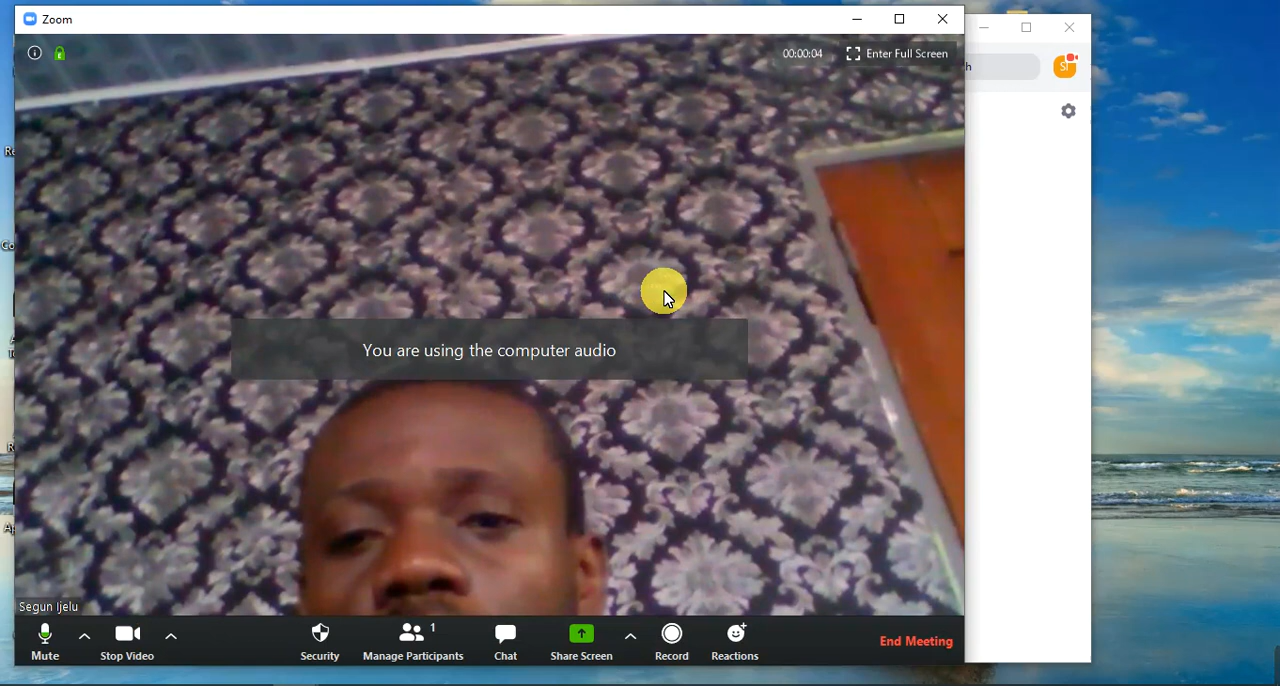 Zoom
00:00:04
Enter Full Screen
You are using the computer audio
Segun Ijelu
Mute
Stop Video
Security
Manage Participants
1
Chat
Share Screen
Record
Reactions
End Meeting